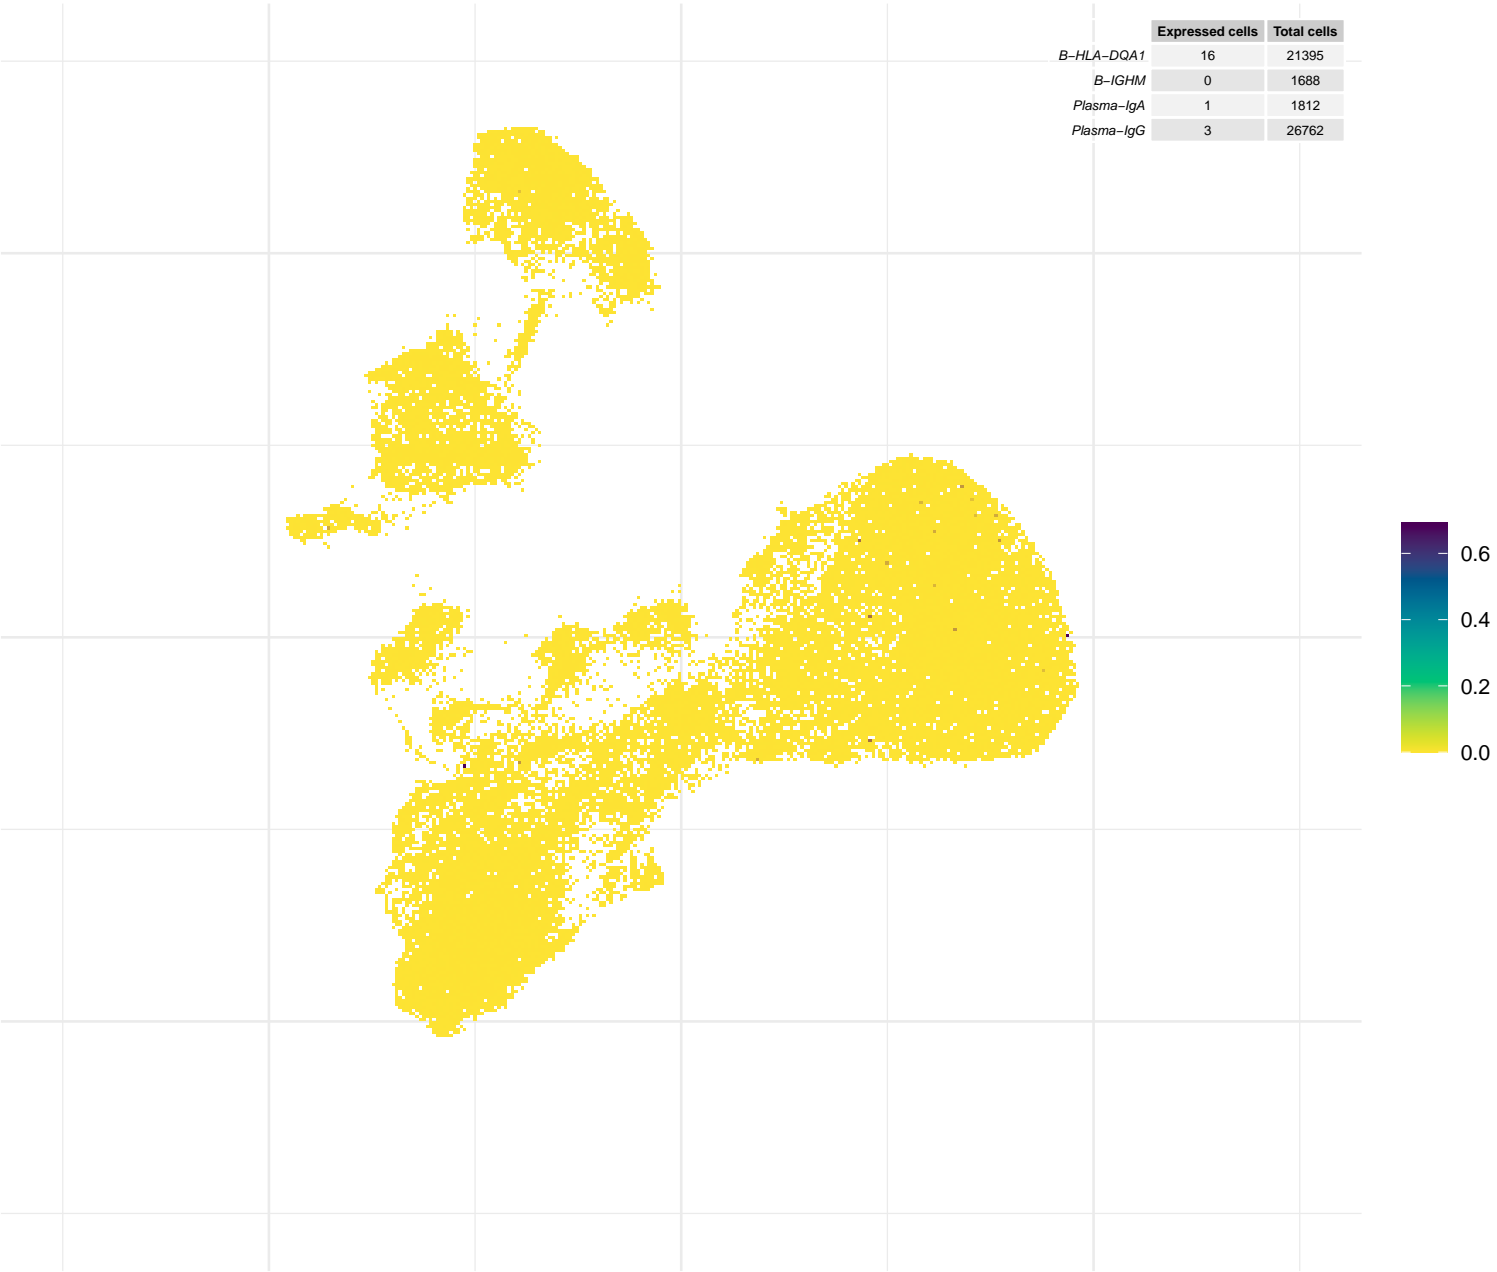 Expressed cells Total cells
B-HLA-DQA1 16 21395
B-IGHM 0 1688
Plasma-IgA 1 1812
Plasma-IgG 3 26762
0.6
0.4
0.2
0.0